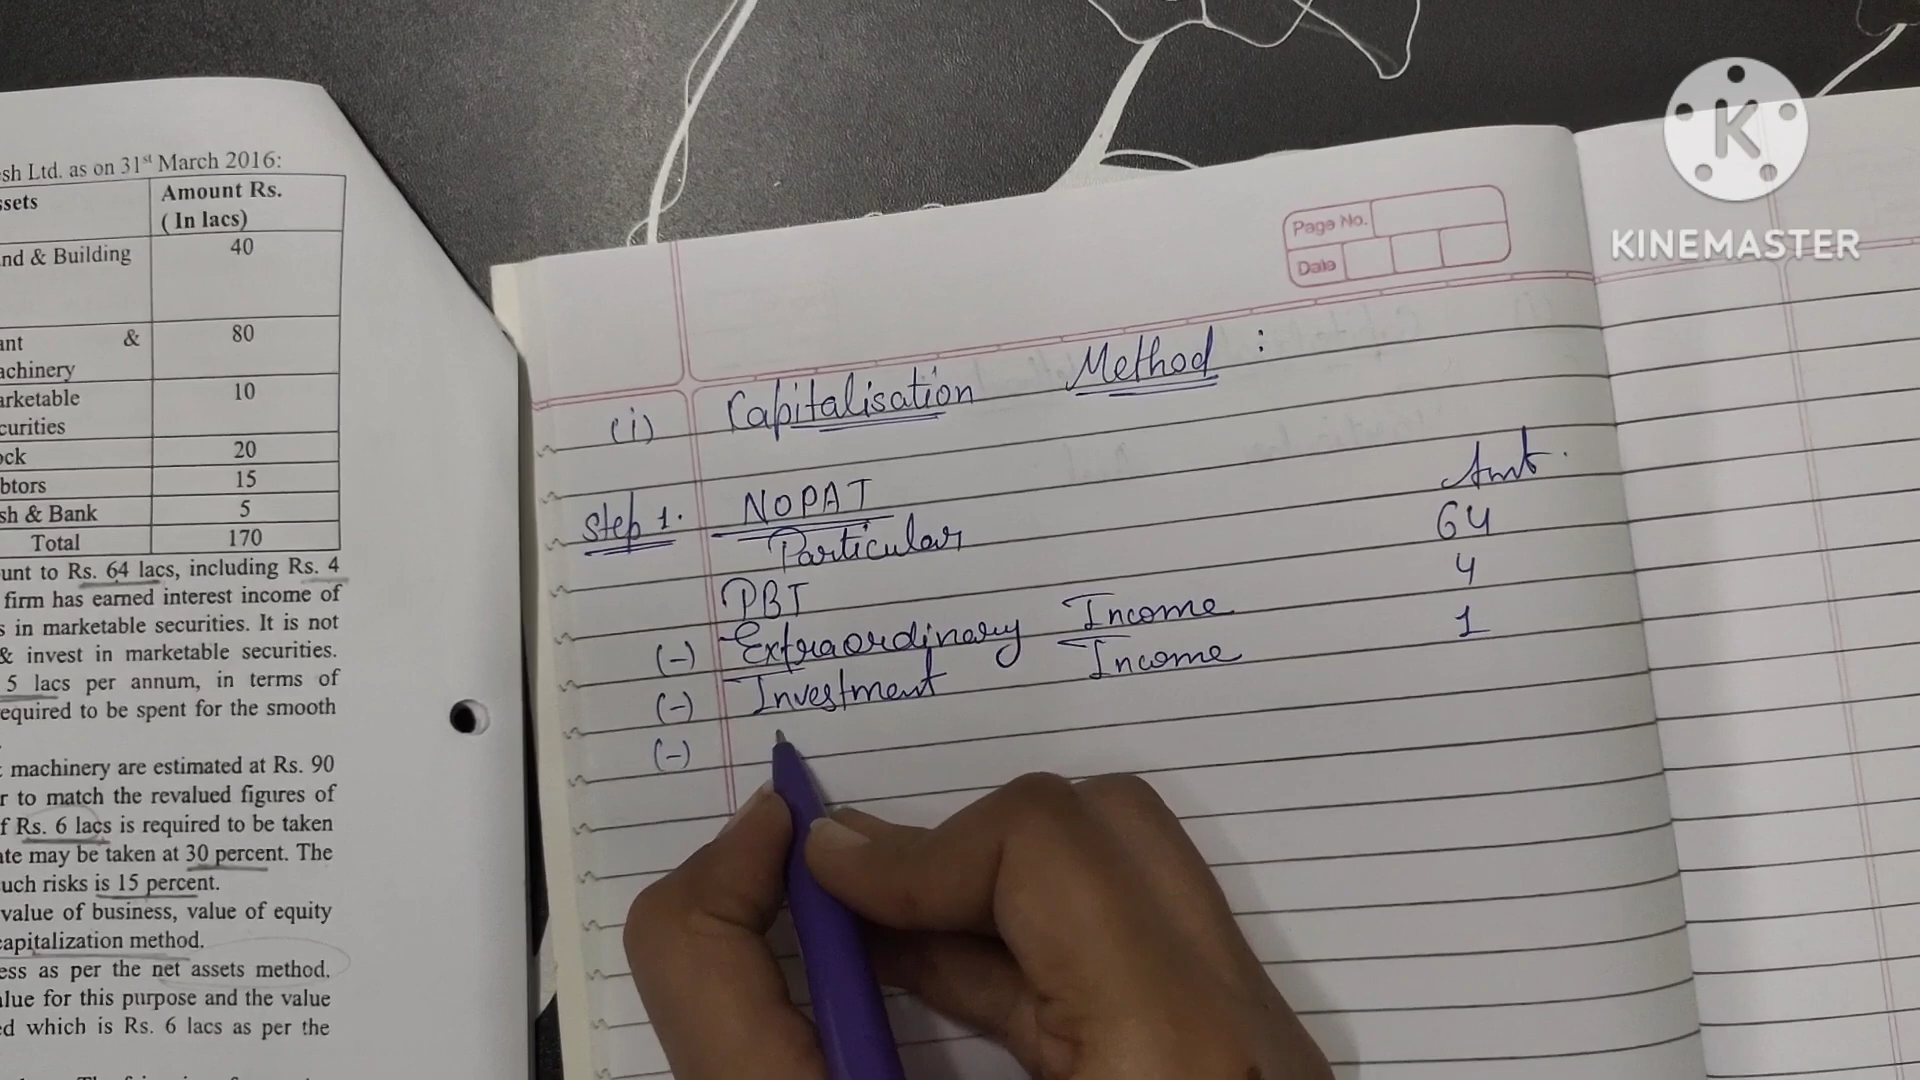 esh Ltd. as on 31st March 2016:
ssets Amount Rs. ( In lacs)
nd & Building 40
ant & achinery 80
arketable curities 10
ock 20
btors 15
sh & Bank 5
Total 170
unt to Rs. 64 lacs, including Rs. 4
firm has earned interest income of
s in marketable securities. It is not
& invest in marketable securities.
5 lacs per annum, in terms of
equired to be spent for the smooth
machinery are estimated at Rs. 90
r to match the revalued figures of
f Rs. 6 lacs is required to be taken
ate may be taken at 30 percent. The
uch risks is 15 percent.
value of business, value of equity
capitalization method.
ess as per the net assets method.
alue for this purpose and the value
ed which is Rs. 6 lacs as per the
Page No.
Date
(i) Capitalisation Method :
Step 1. NOPAT
Particular Amt.
PBT 64
(-) Extraordinary Income 4
(-) Investment Income 1
(-)
K
KINEMASTER